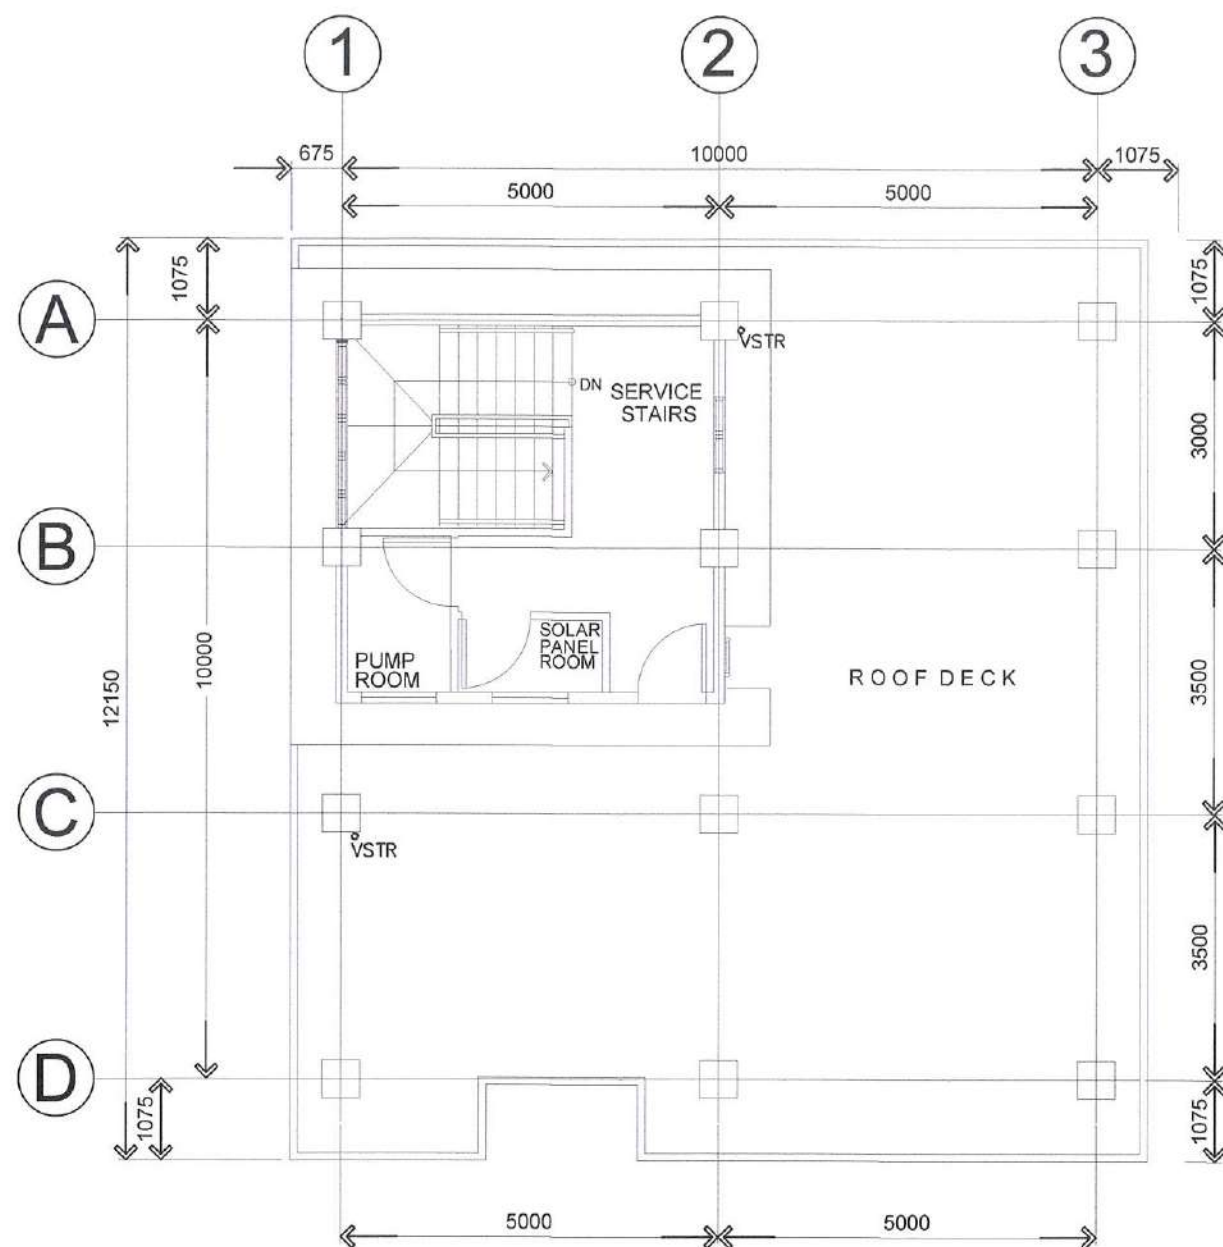 1
2
3
675
10000
1075
5000
5000
1075
1075
A
VSTR
DN
SERVICE
STAIRS
3000
B
12150
10000
SOLAR
PANEL
ROOM
PUMP
ROOM
ROOF DECK
3500
C
VSTR
3500
D
1075
1075
5000
5000